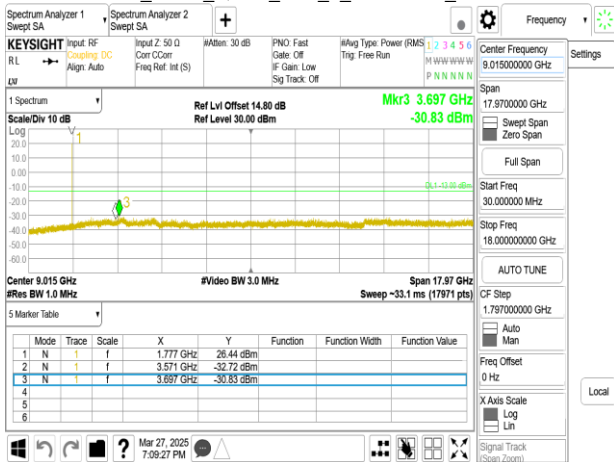 Spectrum Analyzer 1
Swept SA
Spectrum Analyzer 2
Swept SA
+
Frequency
KEYSIGHT
RL
Input: RF
Coupling: DC
Align: Auto
Input Z: 50 Ω
Corr CCorr
Freq Ref: Int (S)
#Atten: 30 dB
PNO: Fast
Gate: Off
IF Gain: Low
Sig Track: Off
#Avg Type: Power (RMS
Trig: Free Run
1 2 3 4 5 6
M W W W W W
P N N N N N
Center Frequency
9.015000000 GHz
Settings
Span
17.9700000 GHz
Swept Span
Zero Span
Full Span
Start Freq
30.000000 MHz
Stop Freq
18.000000000 GHz
AUTO TUNE
CF Step
1.797000000 GHz
Auto
Man
Freq Offset
0 Hz
X Axis Scale
Log
Lin
Local
Signal Track
(Span Zoom)
1 Spectrum
Scale/Div 10 dB
Ref Lvl Offset 14.80 dB
Ref Level 30.00 dBm
Mkr3 3.697 GHz
-30.83 dBm
Log
20.0
10.0
0.00
-10.0
-20.0
-30.0
-40.0
-50.0
-60.0
1
3
DL1 -13.00 dBm
Center 9.015 GHz
#Res BW 1.0 MHz
#Video BW 3.0 MHz
Span 17.97 GHz
Sweep ~33.1 ms (17971 pts)
5 Marker Table
Mode Trace Scale X Y Function Function Width Function Value
1 N 1 f 1.777 GHz 26.44 dBm
2 N 1 f 3.571 GHz -32.72 dBm
3 N 1 f 3.697 GHz -30.83 dBm
4
5
6
?
Mar 27, 2025
7:09:27 PM